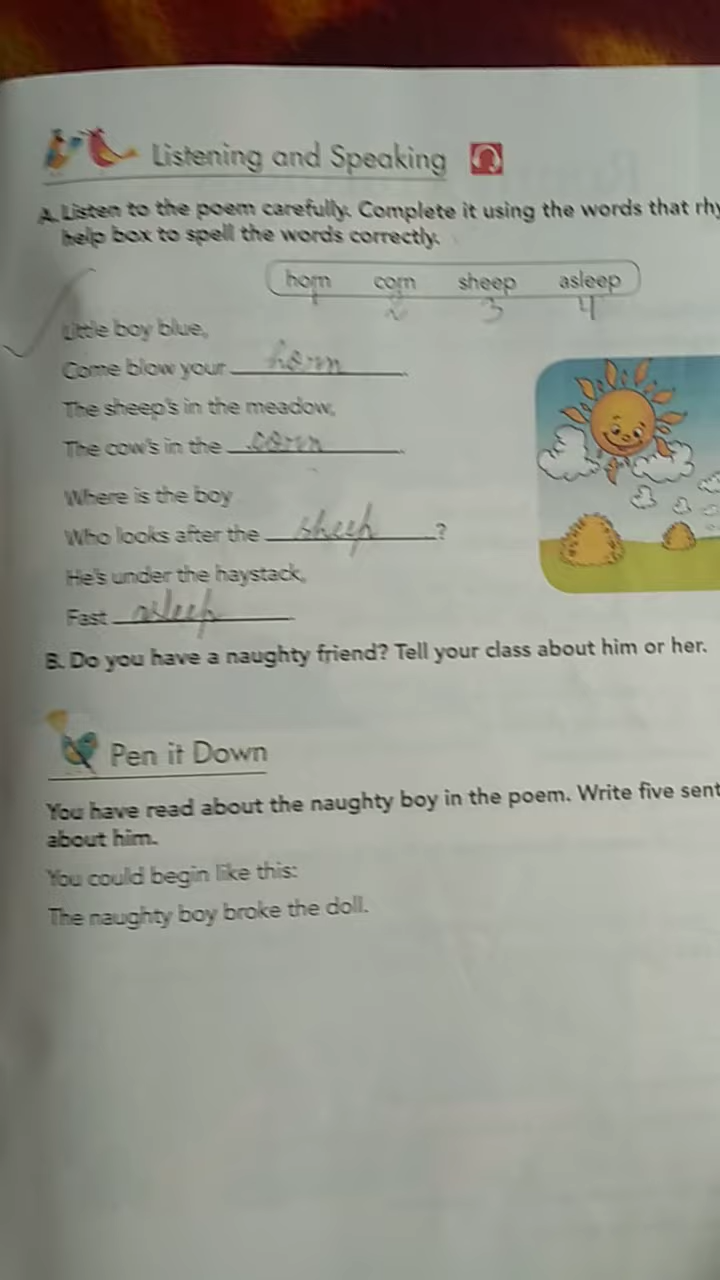 Listening and Speaking
A. Listen to the poem carefully. Complete it using the words that rhy
help box to spell the words correctly.
horn corn sheep asleep
1 2 3 4
Little boy blue,
Come blow your horn.
The sheep's in the meadow,
The cow's in the corn.
Where is the boy
Who looks after the sheep?
He's under the haystack,
Fast asleep
B. Do you have a naughty friend? Tell your class about him or her.
Pen it Down
You have read about the naughty boy in the poem. Write five sent
about him.
You could begin like this:
The naughty boy broke the doll.